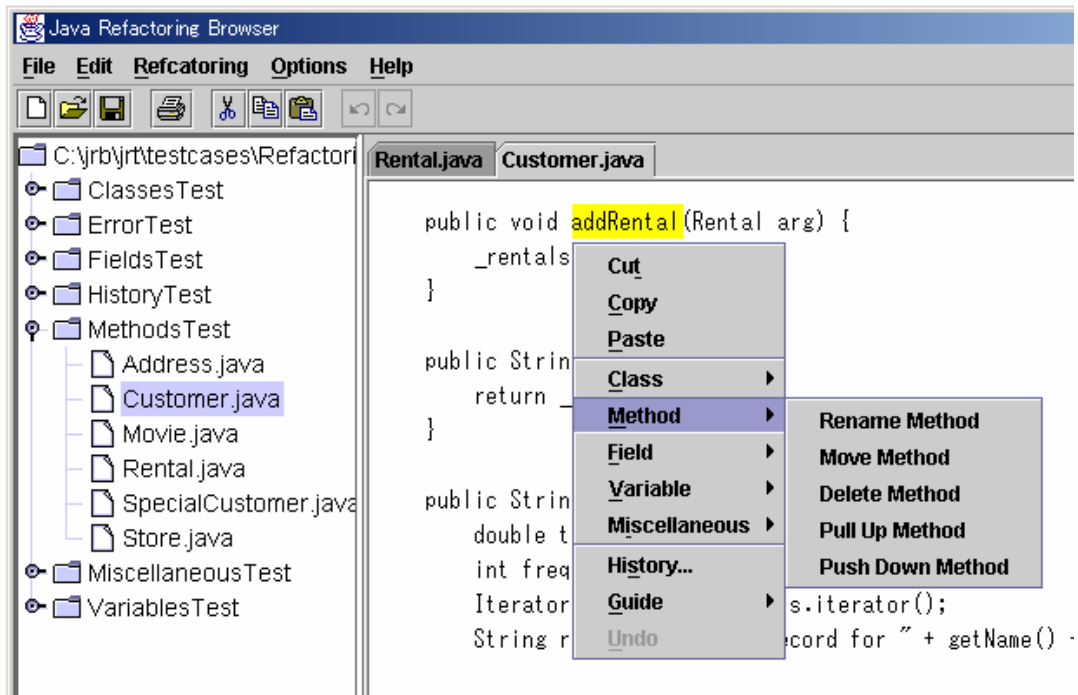 Java Refactoring Browser
File Edit Refcatoring Options Help
C:\jrb\jrt\testcases\Refactori
ClassesTest
ErrorTest
FieldsTest
HistoryTest
MethodsTest
Address.java
Customer.java
Movie.java
Rental.java
SpecialCustomer.java
Store.java
MiscellaneousTest
VariablesTest
Rental.java Customer.java
public void addRental(Rental arg) {
_rentals
}
public Strin
return _
}
public Strin
double t
int freq
Iterator s.iterator();
String r ecord for " + getName() +
Cut
Copy
Paste
Class
Method
Field
Variable
Miscellaneous
History...
Guide
Undo
Rename Method
Move Method
Delete Method
Pull Up Method
Push Down Method